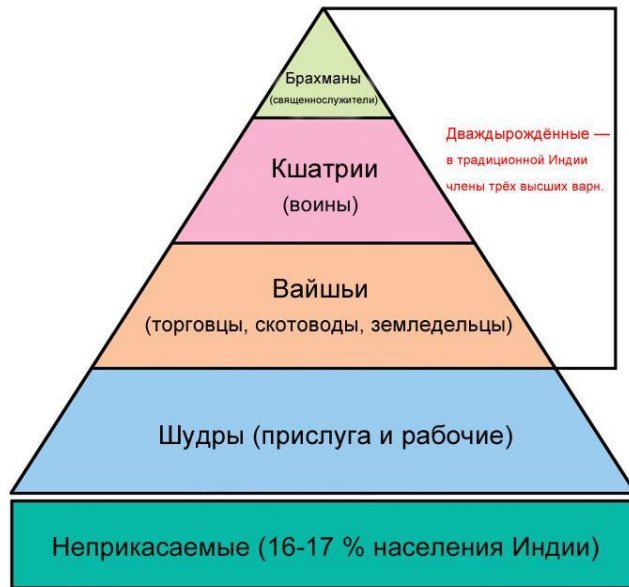 Брахманы
(священнослужители)
Дваждырождённые —
в традиционной Индии
члены трёх высших варн.
Кшатрии
(воины)
Вайшьи
(торговцы, скотоводы, земледельцы)
Шудры (прислуга и рабочие)
Неприкасаемые (16-17 % населения Индии)